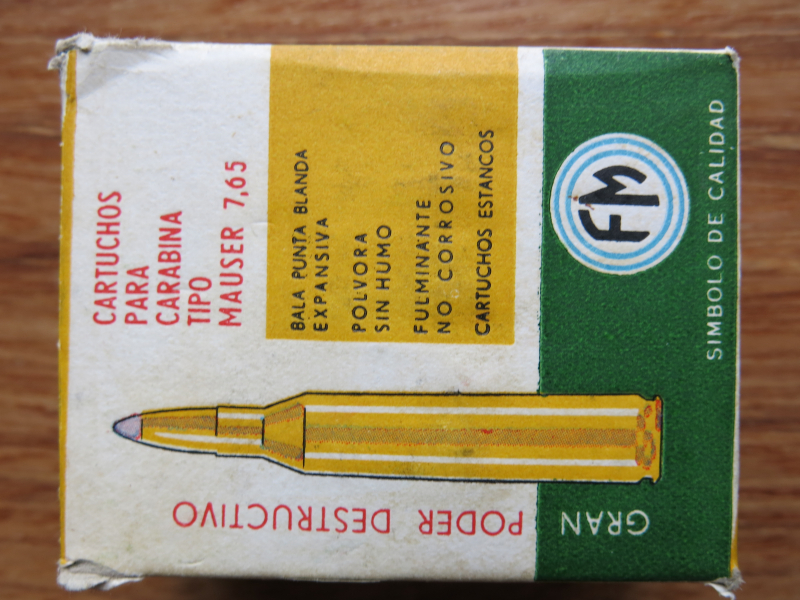 CARTUCHOS
PARA
CARABINA
TIPO
MAUSER 7,65
BALA PUNTA BLANDA
EXPANSIVA
POLVORA
SIN HUMO
FULMINANTE
NO CORROSIVO
CARTUCHOS ESTANCOS
FM
SIMBOLO DE CALIDAD
GRAN PODER DESTRUCTIVO